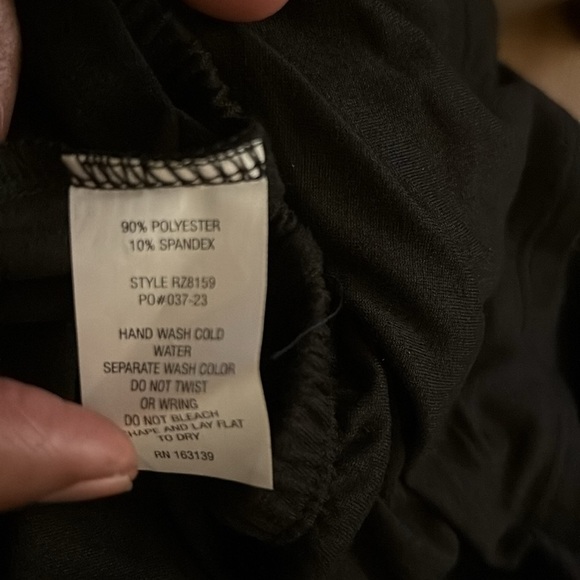 90% POLYESTER
10% SPANDEX
STYLE RZ8159
PO#037-23
HAND WASH COLD
WATER
SEPARATE WASH COLOR
DO NOT TWIST
OR WRING
DO NOT BLEACH
HAPE AND LAY FLAT
TO DRY
RN 163139